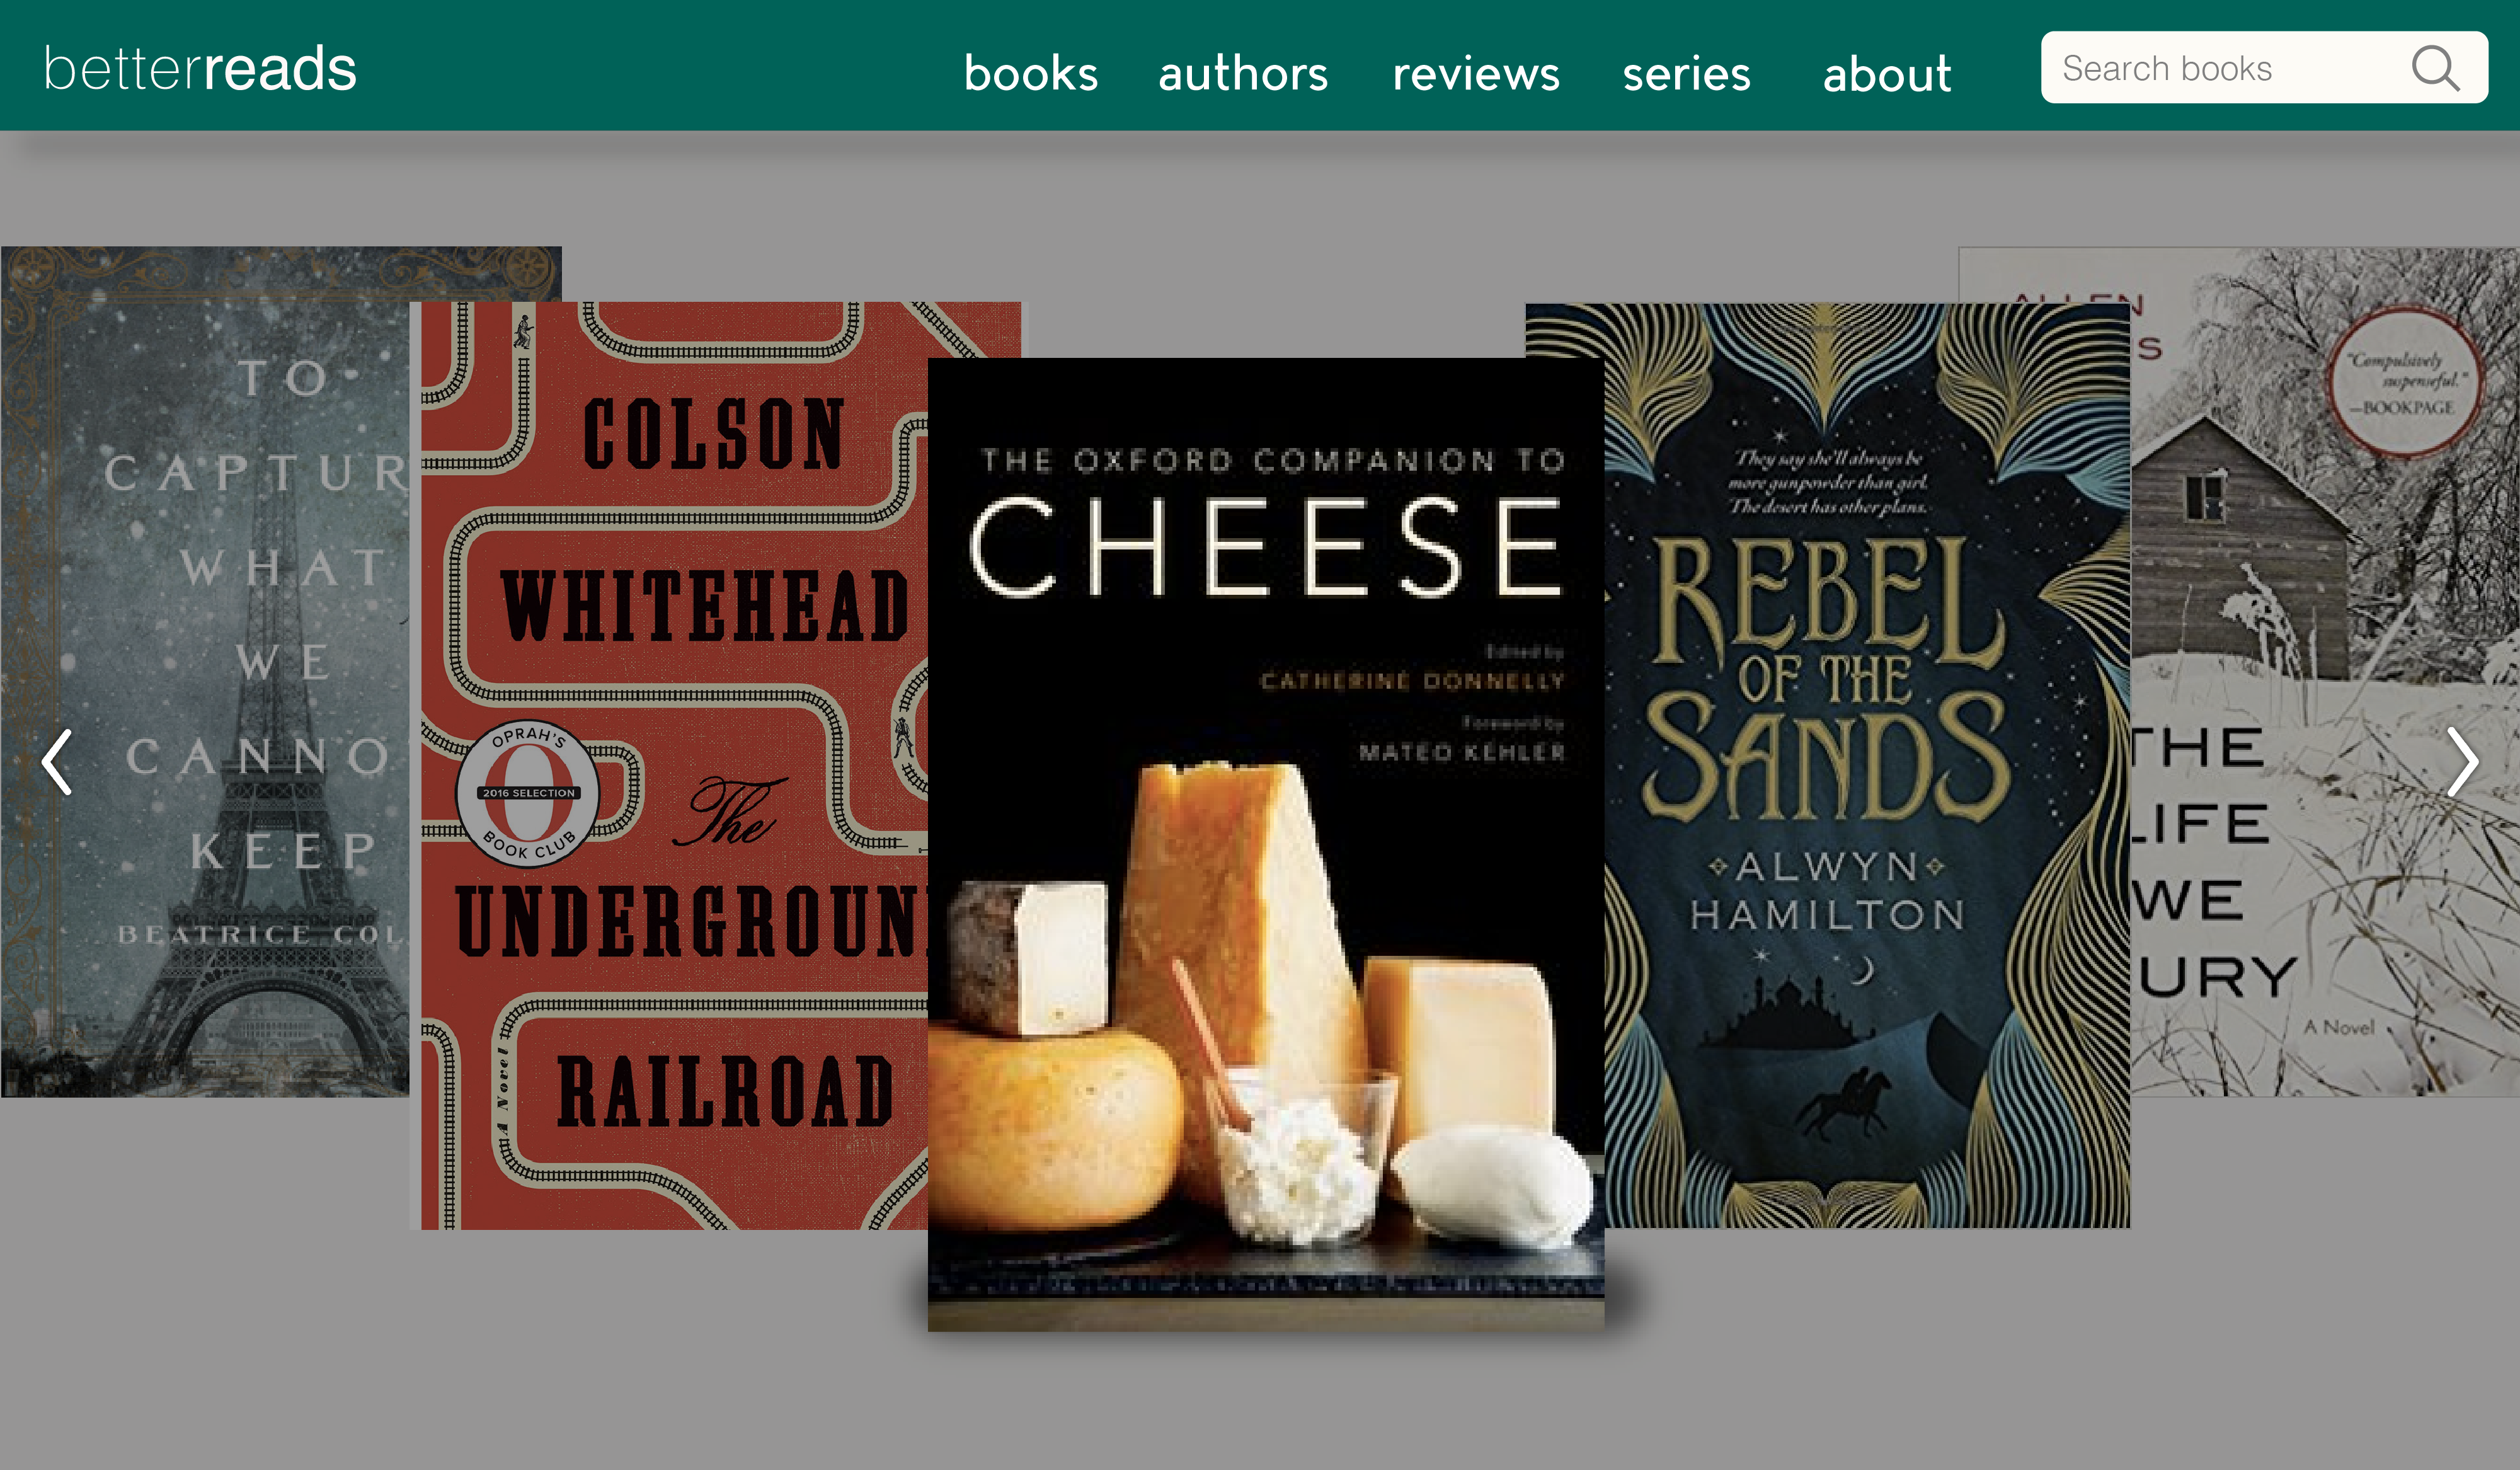 betterreads
books authors reviews series about
Search books
TO
CAPTUR
WHAT
WE
CANNO
KEEP
BEATRICE COL
COLSON
WHITEHEAD
OPRAH'S
2016 SELECTION
BOOK CLUB
The
UNDERGROUN
RAILROAD
A Novel
THE OXFORD COMPANION TO
CHEESE
Edited by
CATHERINE DONNELLY
Foreword by
MATEO KEHLER
They say she'll always be
more gunpowder than girl.
The desert has other plans.
REBEL
OF THE
SANDS
ALWYN
HAMILTON
"Compulsively
suspenseful."
—BOOKPAGE
THE
LIFE
WE
URY
A Novel